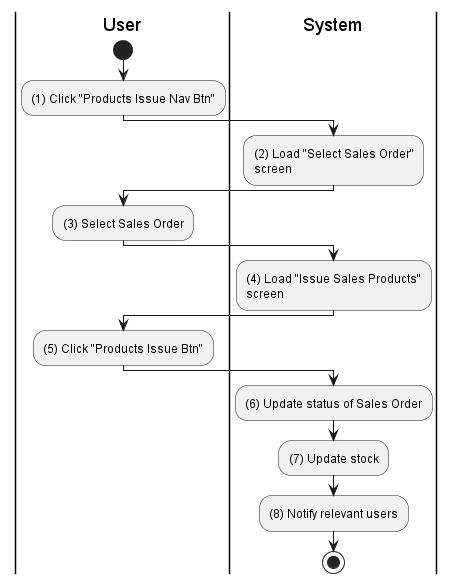 User
System
(1) Click "Products Issue Nav Btn"
(2) Load "Select Sales Order"
screen
(3) Select Sales Order
(4) Load "Issue Sales Products"
screen
(5) Click "Products Issue Btn"
(6) Update status of Sales Order
(7) Update stock
(8) Notify relevant users